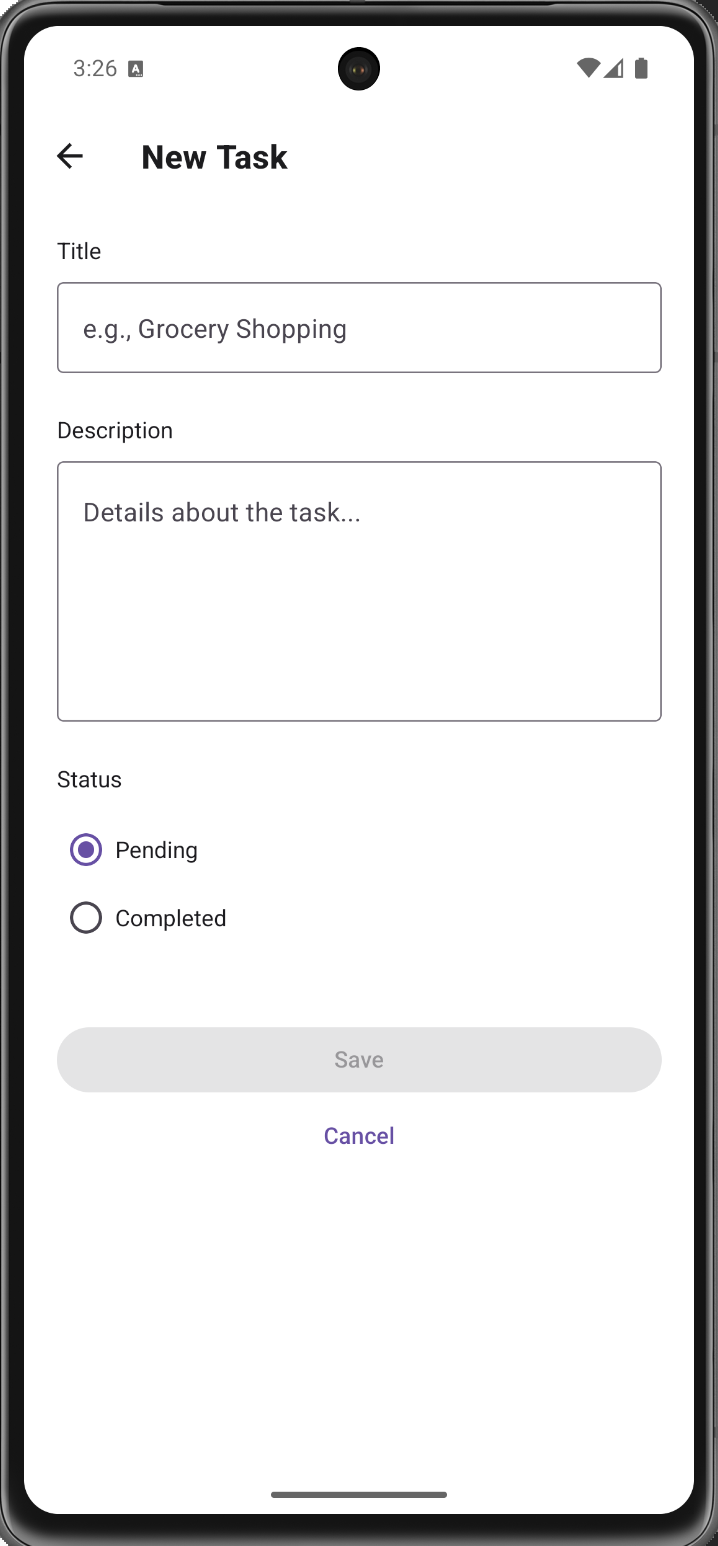 3:26
New Task
Title
e.g., Grocery Shopping
Description
Details about the task...
Status
Pending
Completed
Save
Cancel